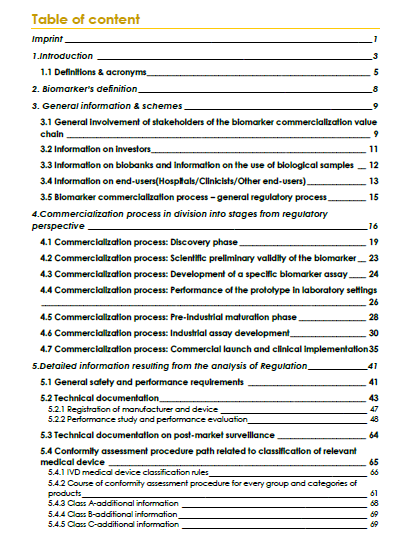 Table of content
Imprint 1
1.Introduction 3
1.1 Definitions & acronyms 5
2. Biomarker's definition 8
3. General information & schemes 9
3.1 General involvement of stakeholders of the biomarker commercialization value
chain 9
3.2 Information on investors 11
3.3 Information on biobanks and information on the use of biological samples 12
3.4 Information on end-users(Hospitals/Clinicists/Other end-users) 13
3.5 Biomarker commercialization process – general regulatory process 15
4.Commercialization process in division into stages from regulatory
perspective 16
4.1 Commercialization process: Discovery phase 19
4.2 Commercialization process: Scientific preliminary validity of the biomarker 23
4.3 Commercialization process: Development of a specific biomarker assay 24
4.4 Commercialization process: Performance of the prototype in laboratory settings
26
4.5 Commercialization process: Pre-industrial maturation phase 28
4.6 Commercialization process: Industrial assay development 30
4.7 Commercialization process: Commercial launch and clinical implementation35
5.Detailed information resulting from the analysis of Regulation 41
5.1 General safety and performance requirements 41
5.2 Technical documentation 43
5.2.1 Registration of manufacturer and device 47
5.2.2 Performance study and performance evaluation 48
5.3 Technical documentation on post-market surveillance 64
5.4 Conformity assessment procedure path related to classification of relevant
medical device 65
5.4.1 IVD medical device classification rules 66
5.4.2 Course of conformity assessment procedure for every group and categories of
products 61
5.4.3 Class A-additional information 68
5.4.4 Class B-additional information 69
5.4.5 Class C-additional information 69